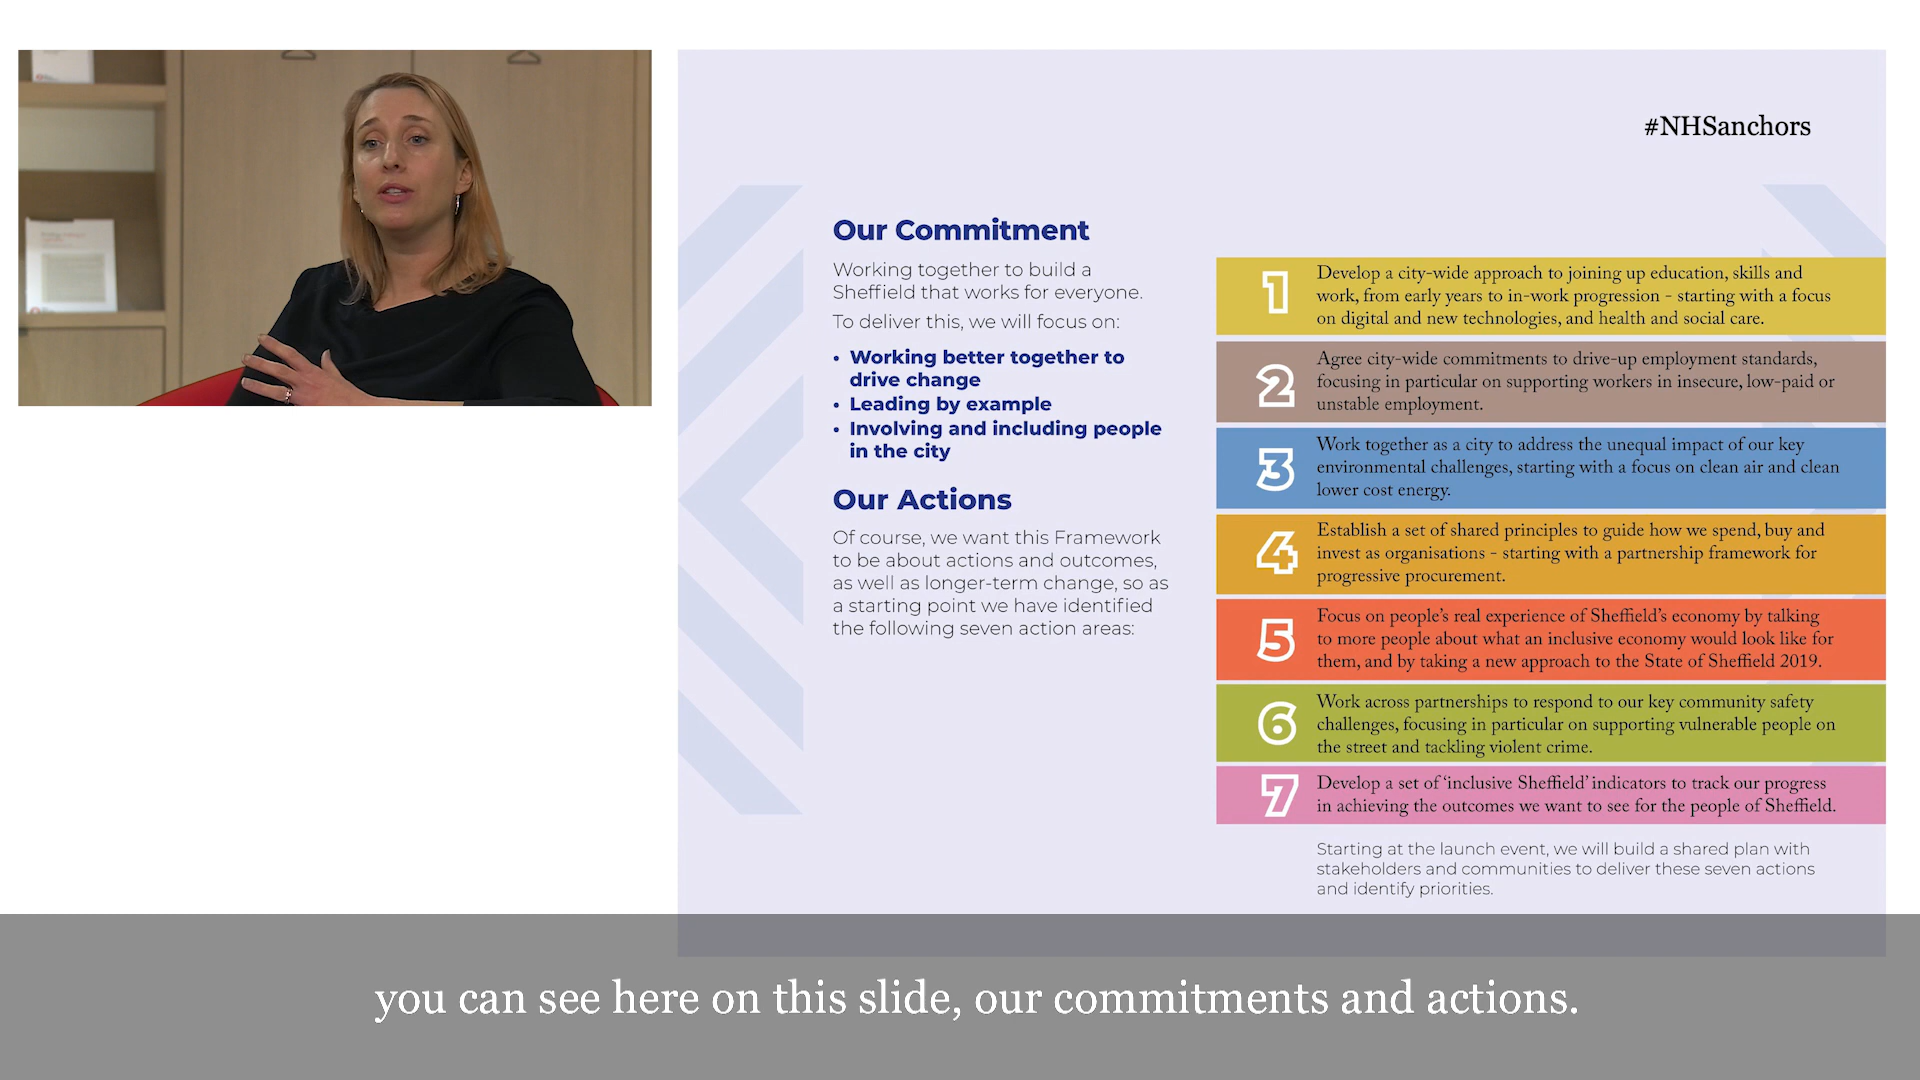 #NHSanchors
Our Commitment
Working together to build a
Sheffield that works for everyone.
To deliver this, we will focus on:
• Working better together to
drive change
• Leading by example
• Involving and including people
in the city
Our Actions
Of course, we want this Framework
to be about actions and outcomes,
as well as longer-term change, so as
a starting point we have identified
the following seven action areas:
1
Develop a city-wide approach to joining up education, skills and
work, from early years to in-work progression - starting with a focus
on digital and new technologies, and health and social care.
2
Agree city-wide commitments to drive-up employment standards,
focusing in particular on supporting workers in insecure, low-paid or
unstable employment.
3
Work together as a city to address the unequal impact of our key
environmental challenges, starting with a focus on clean air and clean
lower cost energy.
4
Establish a set of shared principles to guide how we spend, buy and
invest as organisations - starting with a partnership framework for
progressive procurement.
5
Focus on people's real experience of Sheffield's economy by talking
to more people about what an inclusive economy would look like for
them, and by taking a new approach to the State of Sheffield 2019.
6
Work across partnerships to respond to our key community safety
challenges, focusing in particular on supporting vulnerable people on
the street and tackling violent crime.
7
Develop a set of ‘inclusive Sheffield’ indicators to track our progress
in achieving the outcomes we want to see for the people of Sheffield.
Starting at the launch event, we will build a shared plan with
stakeholders and communities to deliver these seven actions
and identify priorities.
you can see here on this slide, our commitments and actions.